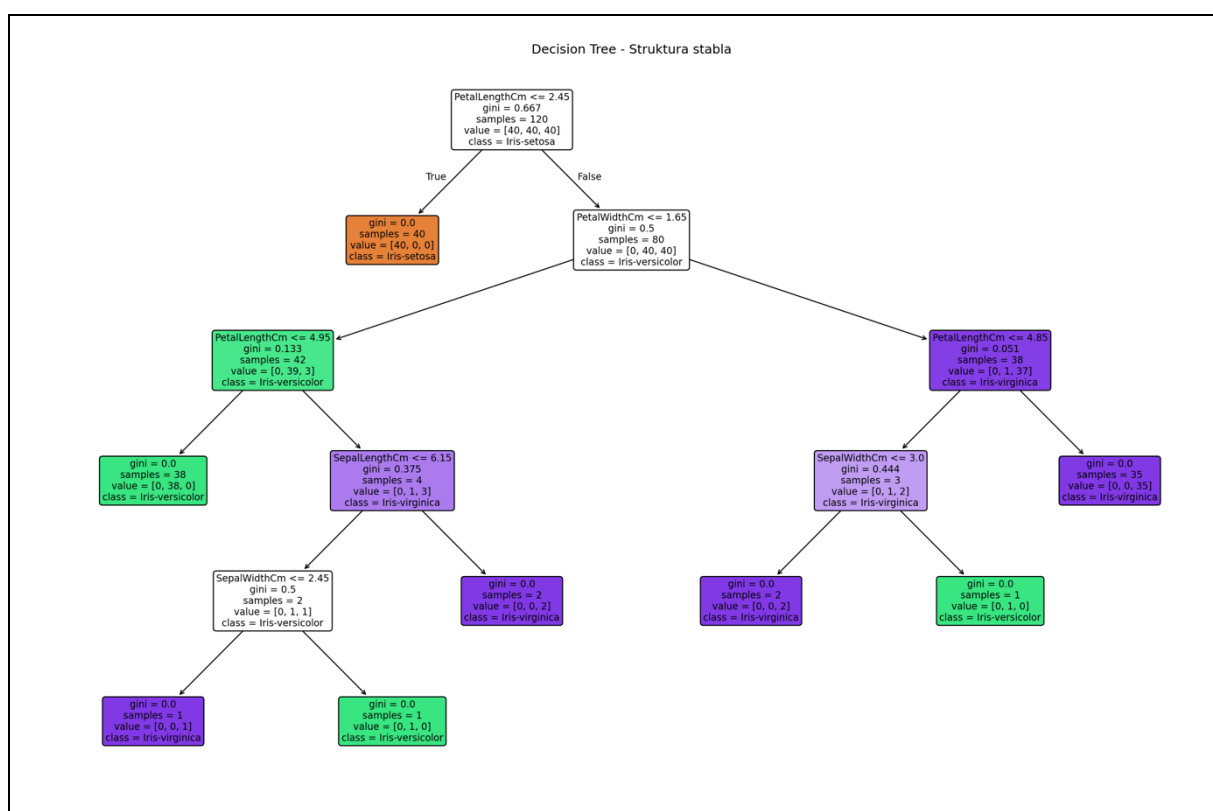 Decision Tree - Struktura stabla
PetalLengthCm <= 2.45
gini = 0.667
samples = 120
value = [40, 40, 40]
class = Iris-setosa
True
False
gini = 0.0
samples = 40
value = [40, 0, 0]
class = Iris-setosa
PetalWidthCm <= 1.65
gini = 0.5
samples = 80
value = [0, 40, 40]
class = Iris-versicolor
PetalLengthCm <= 4.95
gini = 0.133
samples = 42
value = [0, 39, 3]
class = Iris-versicolor
PetalLengthCm <= 4.85
gini = 0.051
samples = 38
value = [0, 1, 37]
class = Iris-virginica
gini = 0.0
samples = 38
value = [0, 38, 0]
class = Iris-versicolor
SepalLengthCm <= 6.15
gini = 0.375
samples = 4
value = [0, 1, 3]
class = Iris-virginica
SepalWidthCm <= 3.0
gini = 0.444
samples = 3
value = [0, 1, 2]
class = Iris-virginica
gini = 0.0
samples = 35
value = [0, 0, 35]
class = Iris-virginica
SepalWidthCm <= 2.45
gini = 0.5
samples = 2
value = [0, 1, 1]
class = Iris-versicolor
gini = 0.0
samples = 2
value = [0, 0, 2]
class = Iris-virginica
gini = 0.0
samples = 2
value = [0, 0, 2]
class = Iris-virginica
gini = 0.0
samples = 1
value = [0, 1, 0]
class = Iris-versicolor
gini = 0.0
samples = 1
value = [0, 0, 1]
class = Iris-virginica
gini = 0.0
samples = 1
value = [0, 1, 0]
class = Iris-versicolor